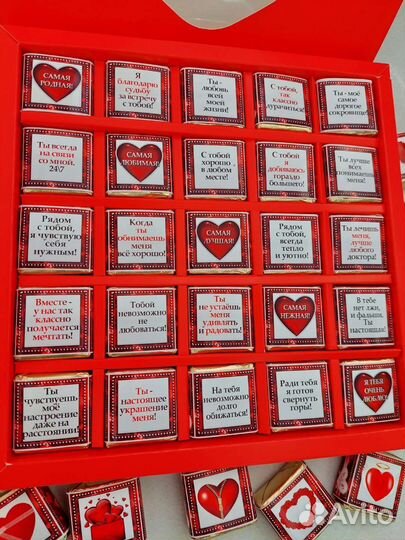 САМАЯ
РОДНАЯ!
Я
благодарю
судьбу
за встречу
с тобой!
Ты -
любовь
всей
моей
жизни!
С тобой,
так
классно
дурачиться!
Ты - моё
самое
дорогое
сокровище!
Ты всегда
на связи
со мной,
24\7
САМАЯ
ЛЮБИМАЯ!
С тобой
хорошо
в любом
месте!
С тобой
я
добиваюсь
гораздо
большего!
Ты лучше
всех
понимаешь
меня!
Рядом
с тобой,
я чувствую
себя
нужным!
Когда
ты
обнимаешь
меня
всё хорошо!
САМАЯ
ЛУЧШАЯ!
Рядом
с тобой,
всегда
тепло
и уютно!
Ты лечишь
меня,
лучше
любого
доктора!
Вместе -
у нас так
классно
получается
мечтать!
Тобой
невозможно
не
любоваться!
Ты
не устаёшь
меня
удивлять
и радовать!
САМАЯ
НЕЖНАЯ!
В тебе
нет лжи,
и фальши,
Ты
настоящая!
Ты
чувствуешь
моё
настроение
даже на
расстоянии!
Ты -
настоящее
украшение
меня!
На тебя
невозможно
долго
обижаться!
Ради тебя
я готов
свернуть
горы!
Я ТЕБЯ
ОЧЕНЬ
ЛЮБЛЮ!
Avito